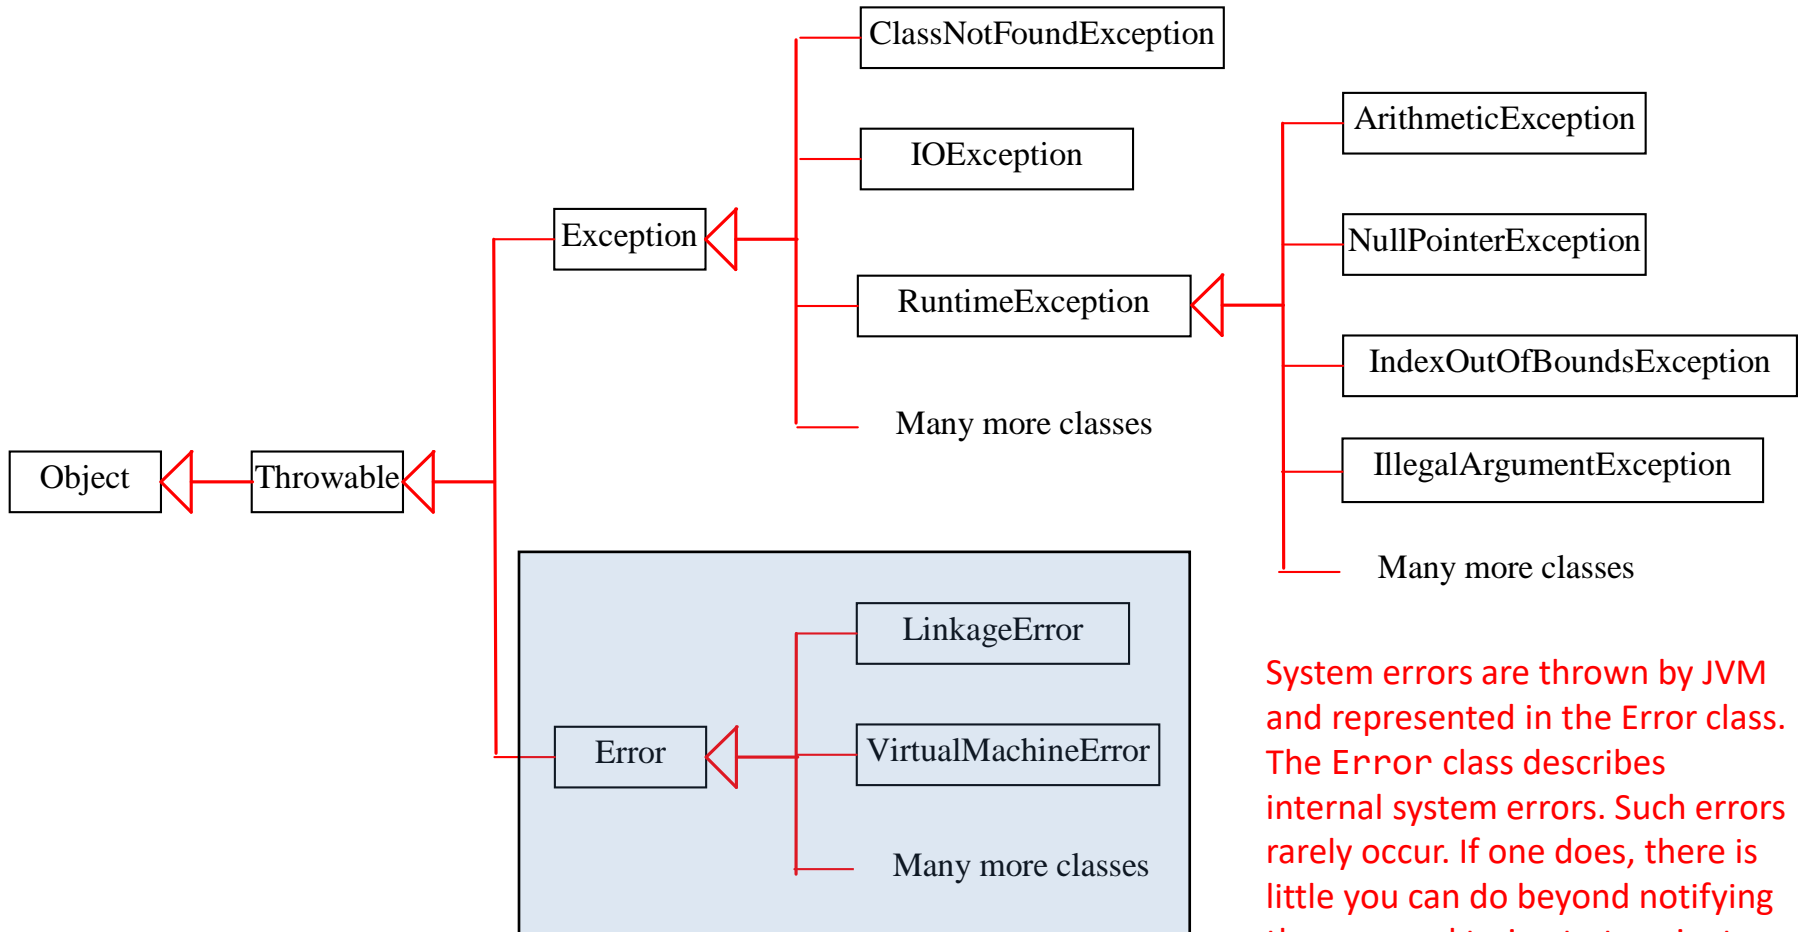 ClassNotFoundException
ArithmeticException
IOException
NullPointerException
Exception
RuntimeException
IndexOutOfBoundsException
Many more classes
IllegalArgumentException
Object
Throwable
Many more classes
LinkageError
Error
VirtualMachineError
Many more classes
System errors are thrown by JVM
and represented in the Error class.
The Error class describes
internal system errors. Such errors
rarely occur. If one does, there is
little you can do beyond notifying